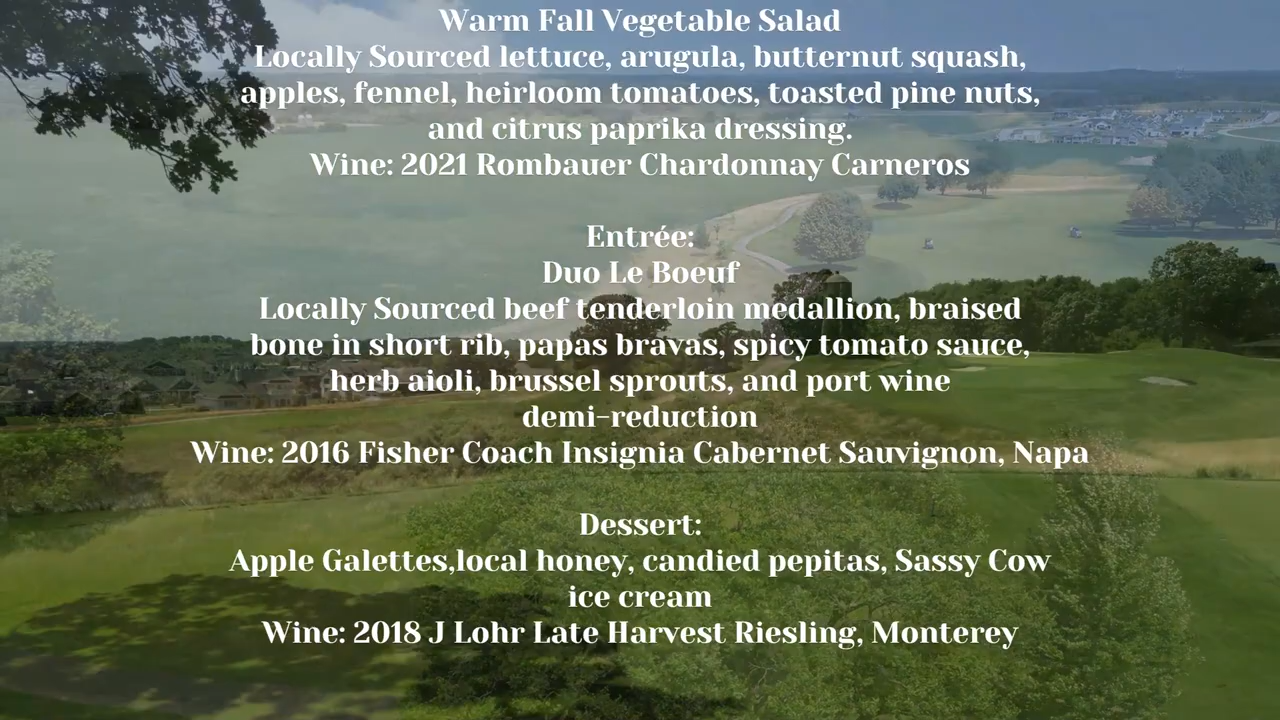 Warm Fall Vegetable Salad
Locally Sourced lettuce, arugula, butternut squash,
apples, fennel, heirloom tomatoes, toasted pine nuts,
and citrus paprika dressing.
Wine: 2021 Rombauer Chardonnay Carneros
Entrée:
Duo Le Boeuf
Locally Sourced beef tenderloin medallion, braised
bone in short rib, papas bravas, spicy tomato sauce,
herb aioli, brussel sprouts, and port wine
demi-reduction
Wine: 2016 Fisher Coach Insignia Cabernet Sauvignon, Napa
Dessert:
Apple Galettes,local honey, candied pepitas, Sassy Cow
ice cream
Wine: 2018 J Lohr Late Harvest Riesling, Monterey